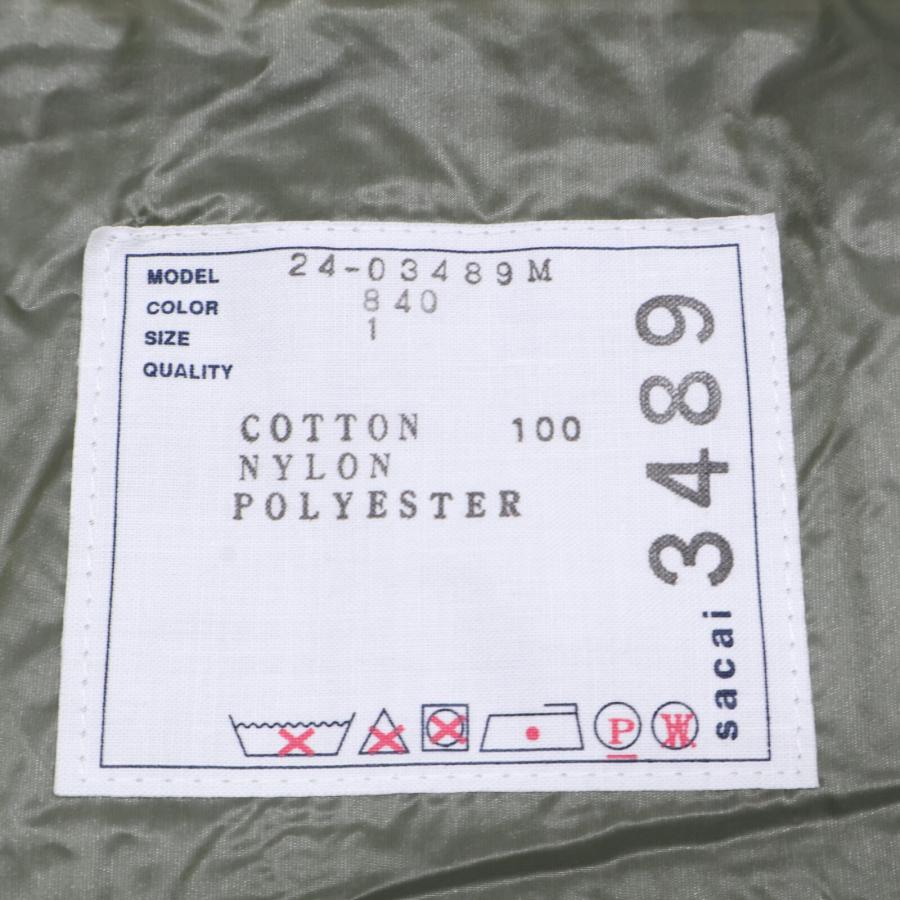 MODEL 24-03489M
COLOR 840
SIZE 1
QUALITY
COTTON 100
NYLON
POLYESTER
P W
sacai 3489